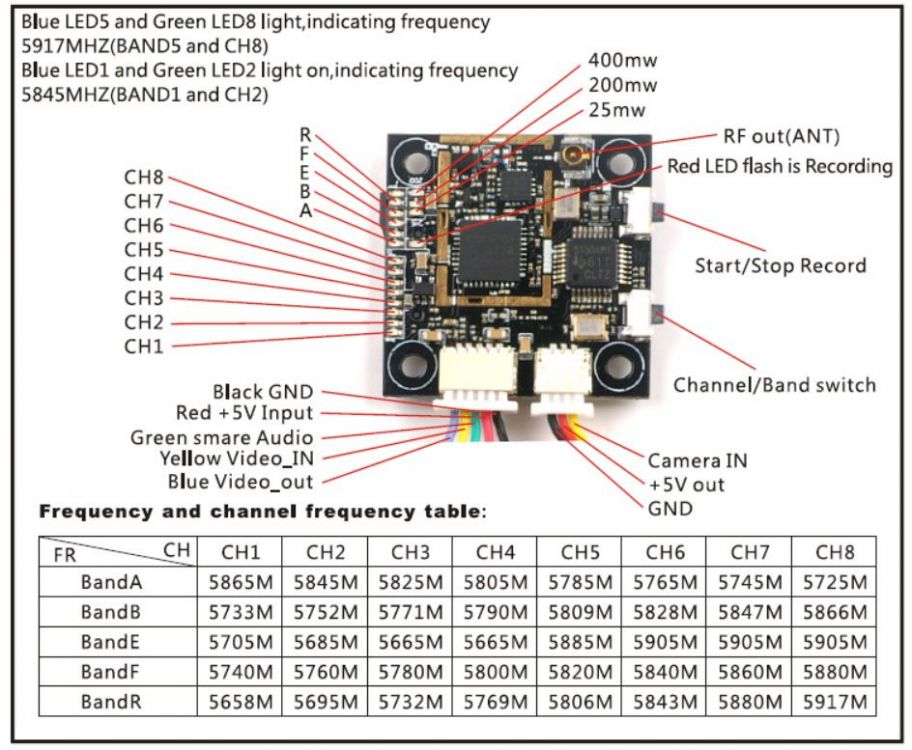 Blue LED5 and Green LED8 light,indicating frequency
5917MHZ(BAND5 and CH8)
Blue LED1 and Green LED2 light on,indicating frequency
5845MHZ(BAND1 and CH2)
400mw
200mw
25mw
RF out(ANT)
Red LED flash is Recording
R
F
E
B
A
CH8
CH7
CH6
CH5
CH4
CH3
CH2
CH1
Start/Stop Record
Channel/Band switch
Black GND
Red +5V Input
Green smare Audio
Yellow Video_IN
Blue Video_out
Camera IN
+5V out
GND
Frequency and channel frequency table:
FR CH CH1 CH2 CH3 CH4 CH5 CH6 CH7 CH8
BandA 5865M 5845M 5825M 5805M 5785M 5765M 5745M 5725M
BandB 5733M 5752M 5771M 5790M 5809M 5828M 5847M 5866M
BandE 5705M 5685M 5665M 5665M 5885M 5905M 5905M 5905M
BandF 5740M 5760M 5780M 5800M 5820M 5840M 5860M 5880M
BandR 5658M 5695M 5732M 5769M 5806M 5843M 5880M 5917M